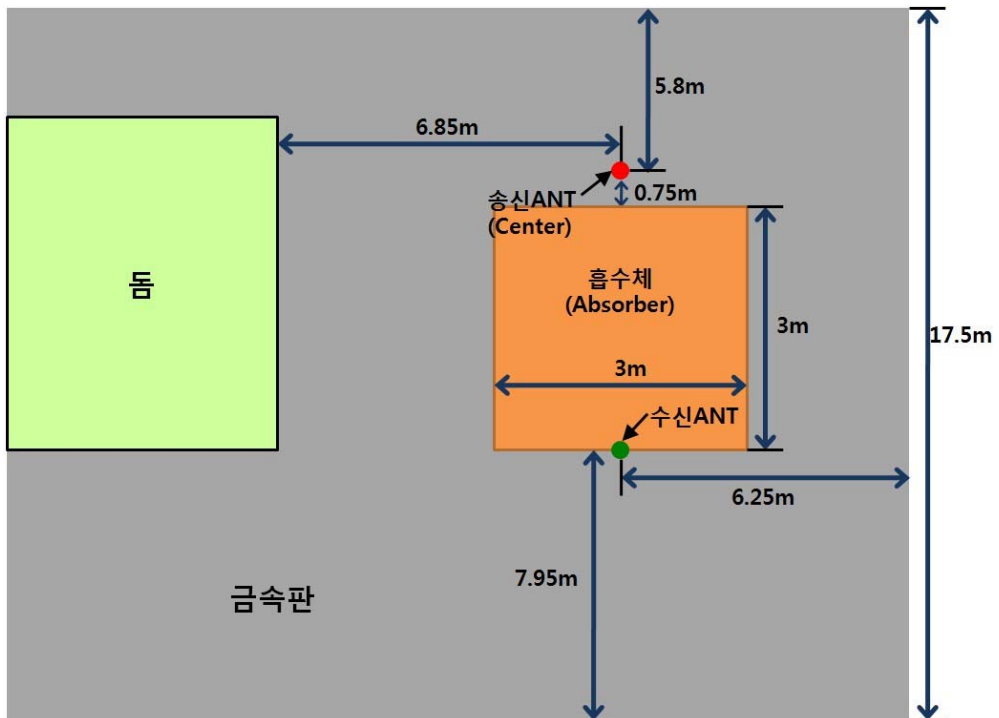 5.8m
6.85m
송신ANT
(Center)
0.75m
돔
흡수체
(Absorber)
3m
17.5m
3m
수신ANT
6.25m
7.95m
금속판